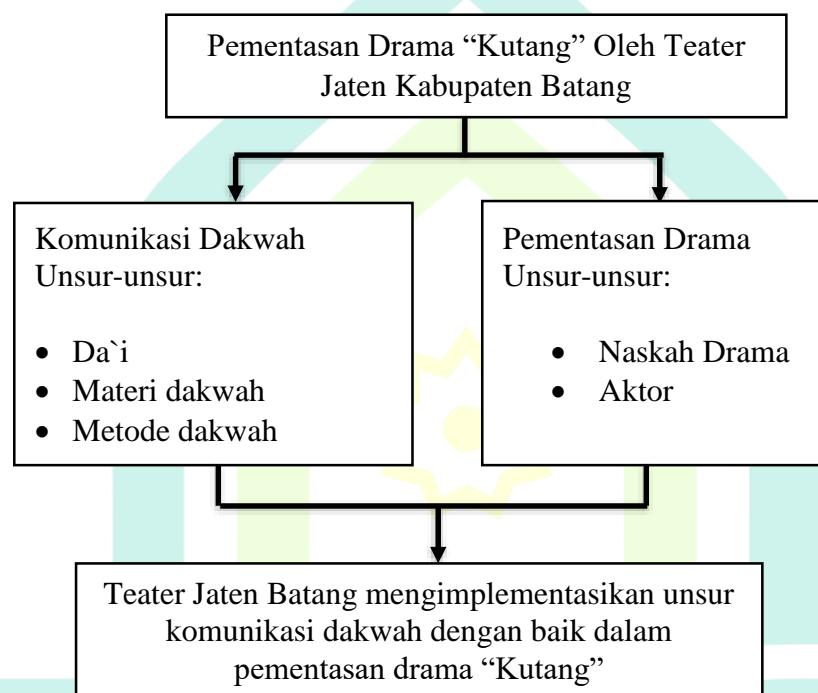 Pementasan Drama “Kutang” Oleh Teater
Jaten Kabupaten Batang
Komunikasi Dakwah
Unsur-unsur:
• Da`i
• Materi dakwah
• Metode dakwah
Pementasan Drama
Unsur-unsur:
• Naskah Drama
• Aktor
Teater Jaten Batang mengimplementasikan unsur
komunikasi dakwah dengan baik dalam
pementasan drama “Kutang”